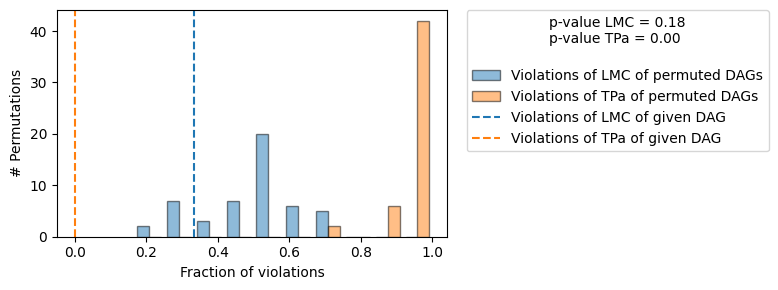 p-value LMC = 0.18
p-value TPa = 0.00
Violations of LMC of permuted DAGs
Violations of TPa of permuted DAGs
Violations of LMC of given DAG
Violations of TPa of given DAG
# Permutations
40
30
20
10
0
0.0 0.2 0.4 0.6 0.8 1.0
Fraction of violations